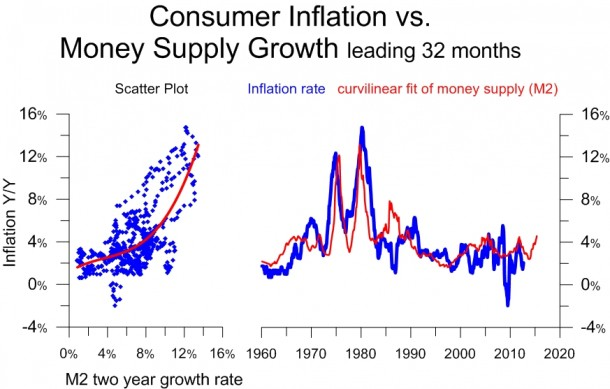 Consumer Inflation vs.
Money Supply Growth leading 32 months
Scatter Plot
Inflation rate curvilinear fit of money supply (M2)
16%
12%
8%
4%
0%
-4%
Inflation Y/Y
0% 4% 8% 12% 16%
M2 two year growth rate
16%
12%
8%
4%
0%
-4%
1960 1970 1980 1990 2000 2010 2020